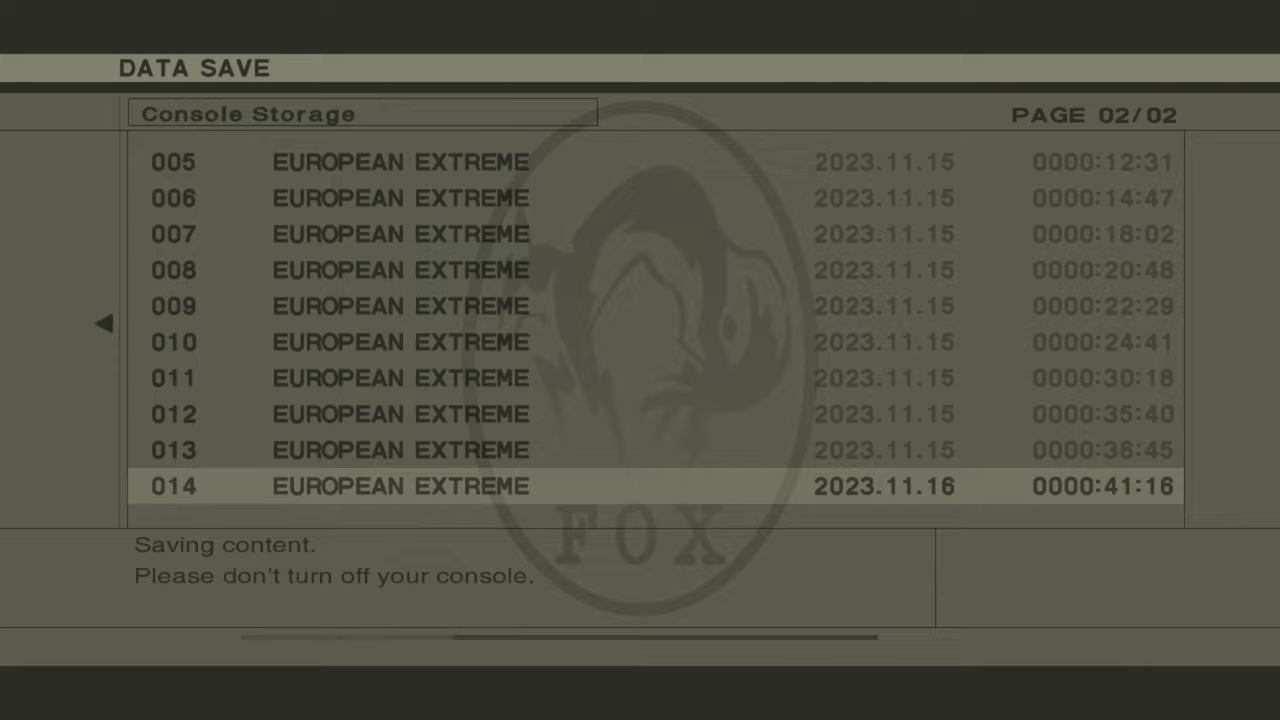 DATA SAVE
Console Storage PAGE 02/02
005 EUROPEAN EXTREME 2023.11.15 0000:12:31
006 EUROPEAN EXTREME 2023.11.15 0000:14:47
007 EUROPEAN EXTREME 2023.11.15 0000:18:02
008 EUROPEAN EXTREME 2023.11.15 0000:20:48
009 EUROPEAN EXTREME 2023.11.15 0000:22:29
010 EUROPEAN EXTREME 2023.11.15 0000:24:41
011 EUROPEAN EXTREME 2023.11.15 0000:30:18
012 EUROPEAN EXTREME 2023.11.15 0000:35:40
013 EUROPEAN EXTREME 2023.11.15 0000:36:45
014 EUROPEAN EXTREME 2023.11.16 0000:41:16
FOX
Saving content.
Please don't turn off your console.